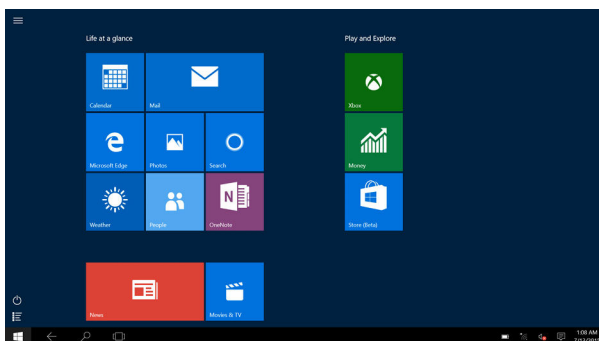 Life at a glance
Play and Explore
Calendar
Mail
Xbox
Microsoft Edge
Photos
Search
Money
Weather
People
OneNote
Store (Beta)
News
Movies & TV
1:08 AM